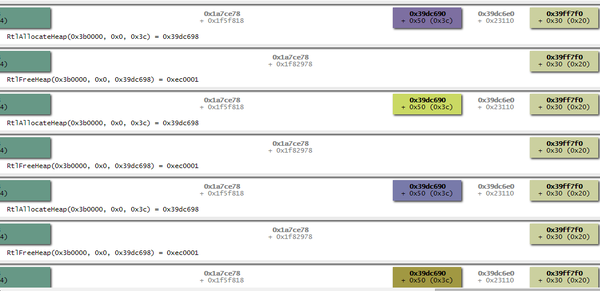 0x1a7ce78 0x39dc690 0x39dc6e0 0x39ff7f0
4) + 0x1f5f818 + 0x50 (0x3c) + 0x23110 + 0x30 (0x20)
RtlAllocateHeap(0x3b0000, 0x0, 0x3c) = 0x39dc698
0x1a7ce78 0x39ff7f0
4) + 0x1f82978 + 0x30 (0x20)
RtlFreeHeap(0x3b0000, 0x0, 0x39dc698) = 0xec0001
0x1a7ce78 0x39dc690 0x39dc6e0 0x39ff7f0
4) + 0x1f5f818 + 0x50 (0x3c) + 0x23110 + 0x30 (0x20)
RtlAllocateHeap(0x3b0000, 0x0, 0x3c) = 0x39dc698
0x1a7ce78 0x39ff7f0
4) + 0x1f82978 + 0x30 (0x20)
RtlFreeHeap(0x3b0000, 0x0, 0x39dc698) = 0xec0001
0x1a7ce78 0x39dc690 0x39dc6e0 0x39ff7f0
4) + 0x1f5f818 + 0x50 (0x3c) + 0x23110 + 0x30 (0x20)
RtlAllocateHeap(0x3b0000, 0x0, 0x3c) = 0x39dc698
0x1a7ce78 0x39ff7f0
4) + 0x1f82978 + 0x30 (0x20)
RtlFreeHeap(0x3b0000, 0x0, 0x39dc698) = 0xec0001
0x1a7ce78 0x39dc690 0x39dc6e0 0x39ff7f0
4) + 0x1f5f818 + 0x50 (0x3c) + 0x23110 + 0x30 (0x20)